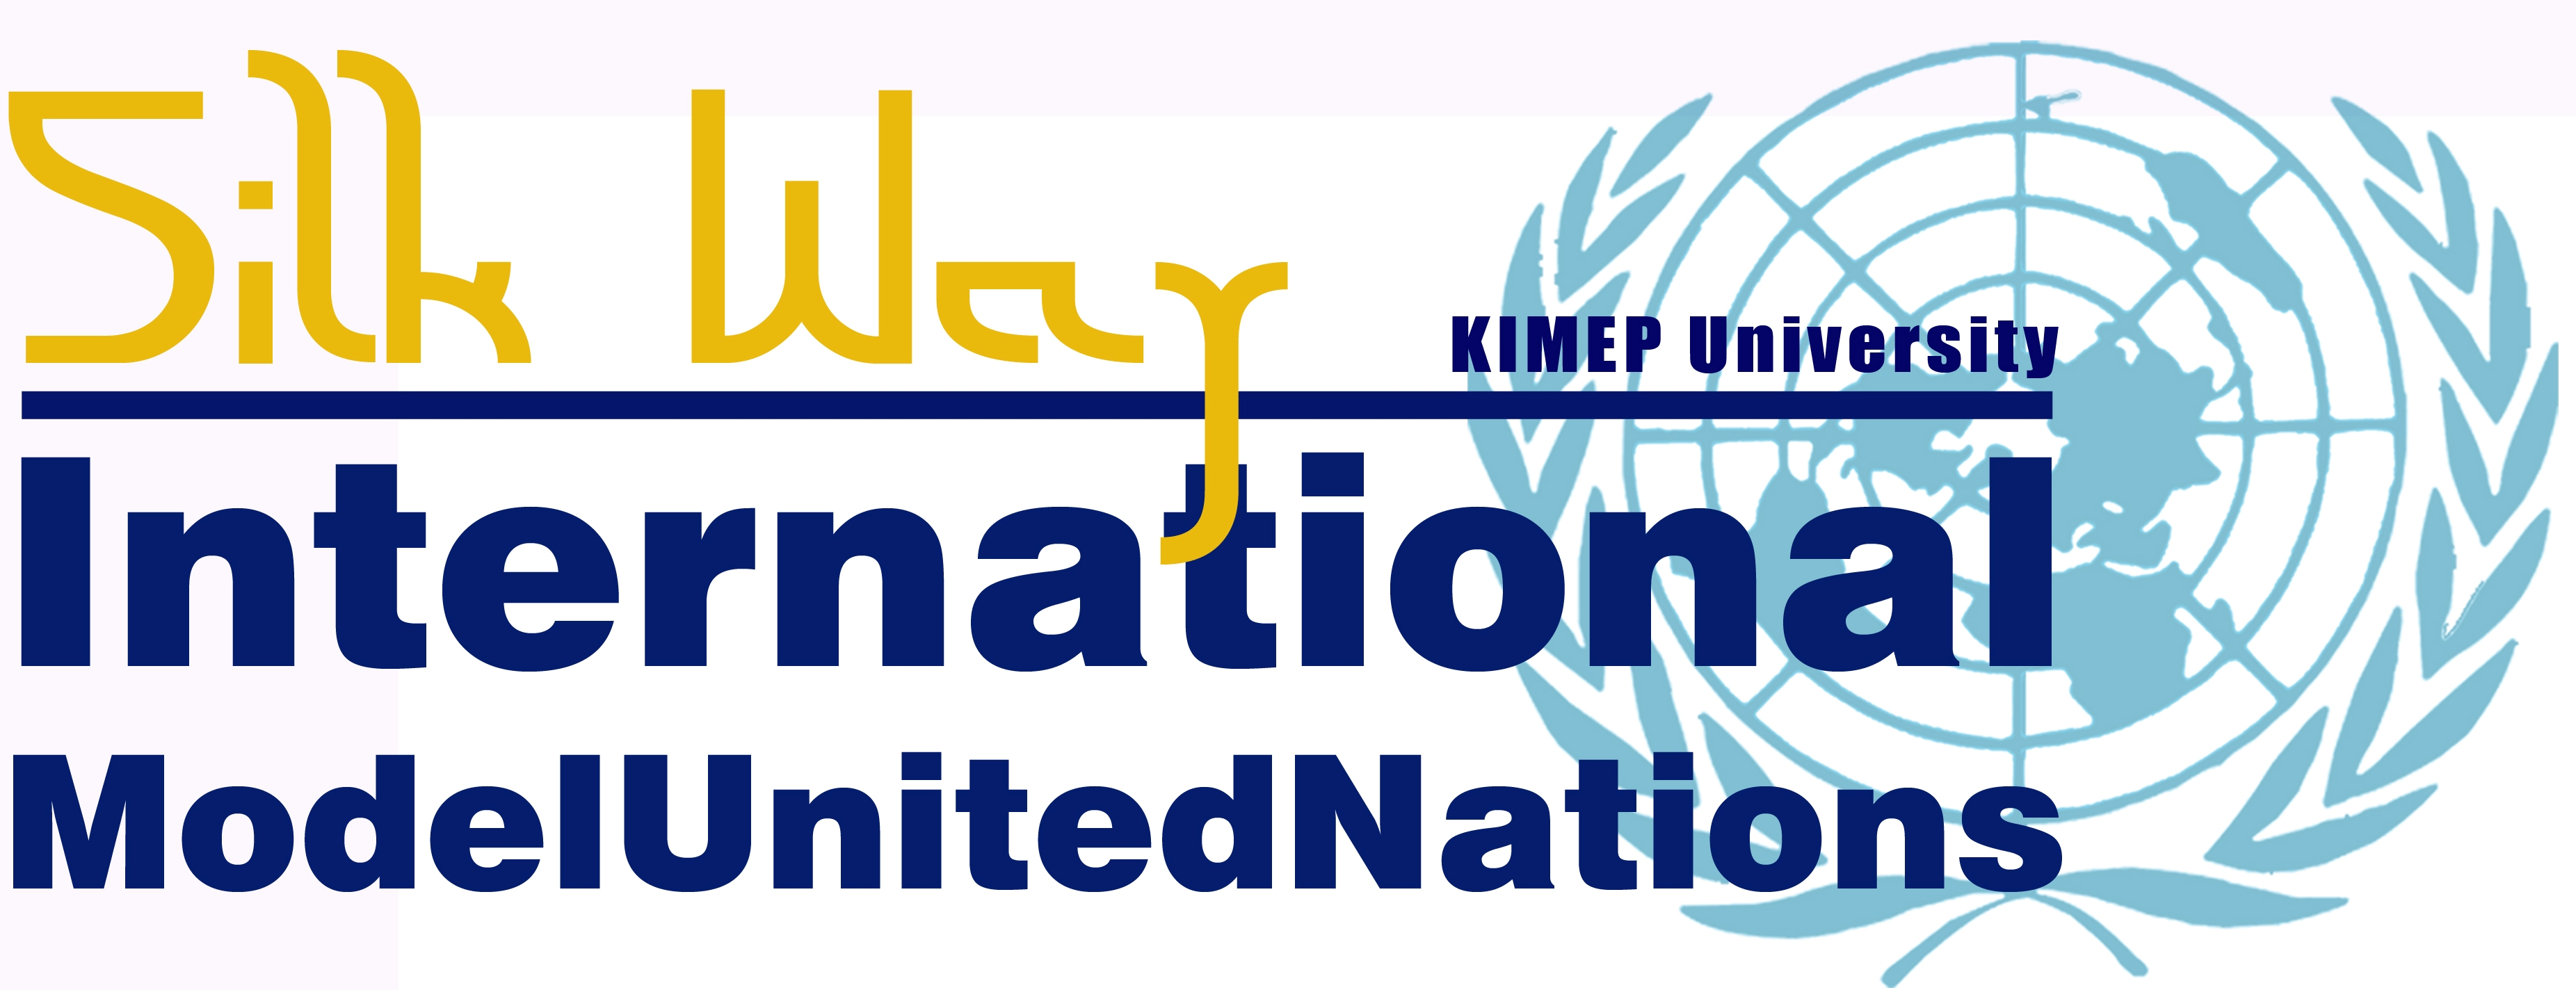 Silk Way
KIMEP University
International
ModelUnitedNations